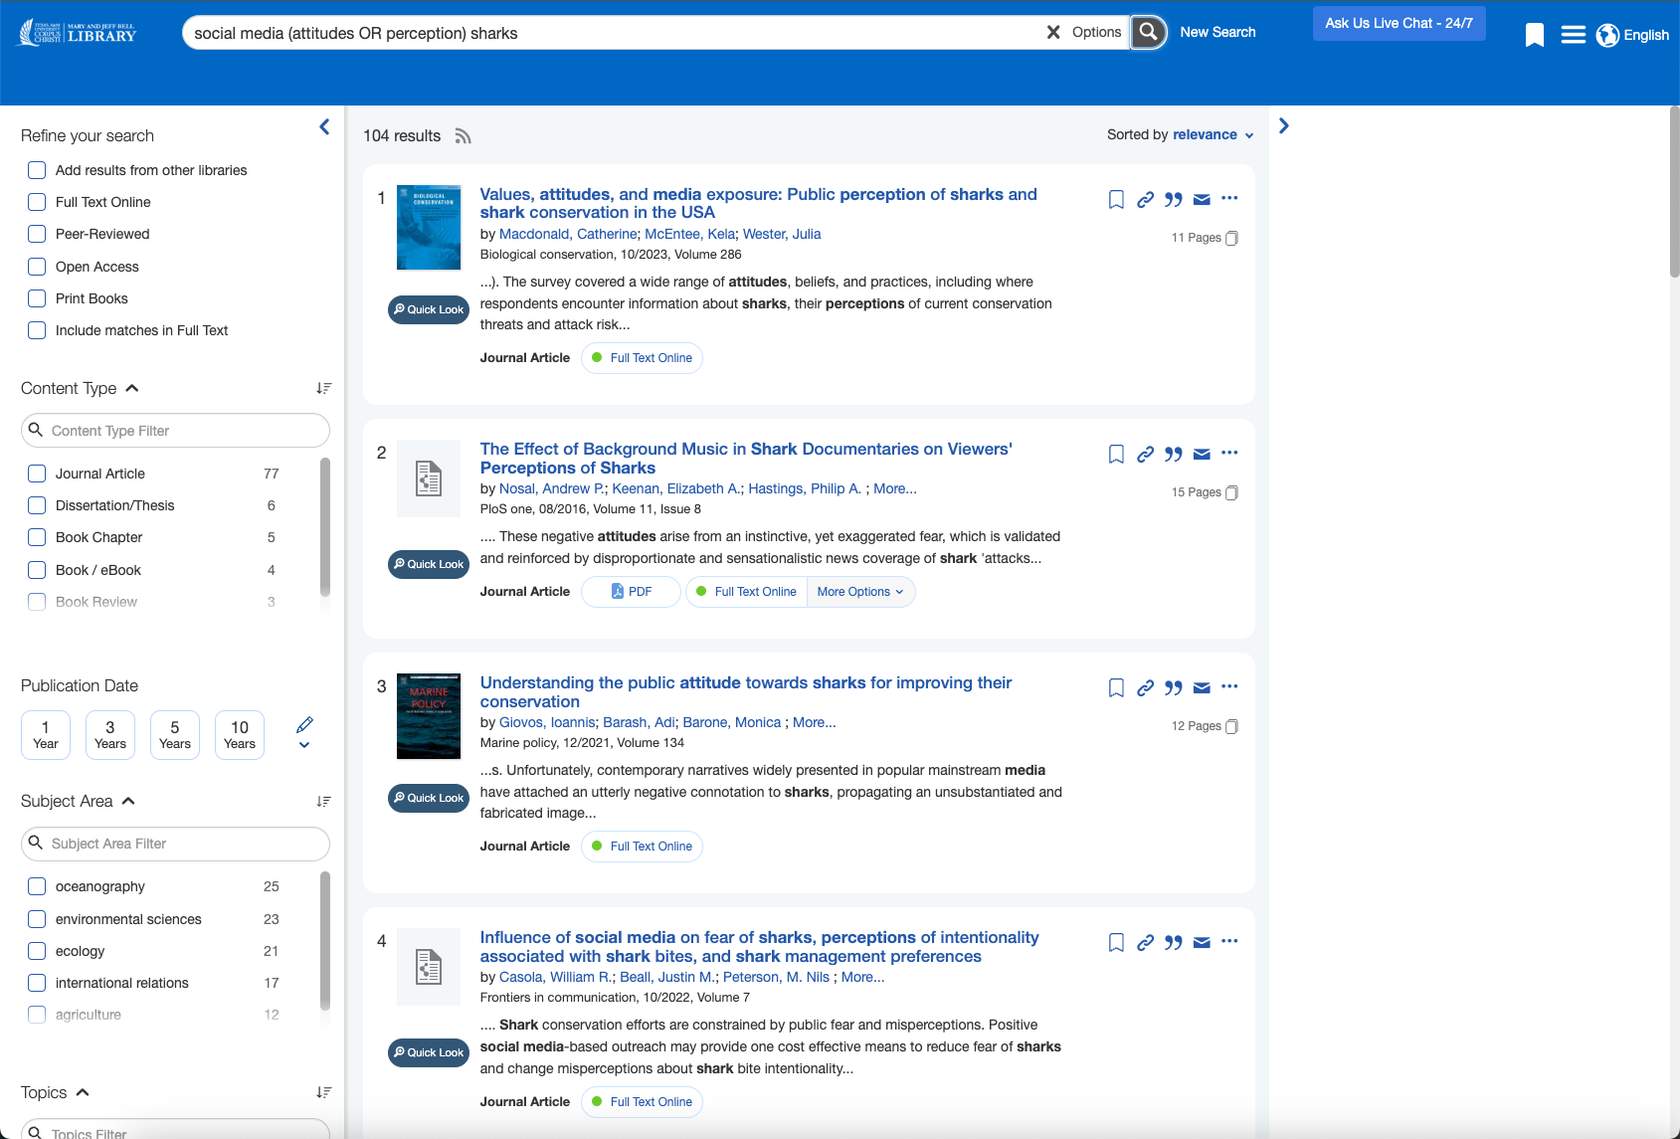 TEXAS A&M UNIVERSITY CORPUS CHRISTI
MARY AND JEFF BELL
LIBRARY
social media (attitudes OR perception) sharks
Options
New Search
Ask Us Live Chat - 24/7
English
Refine your search
Add results from other libraries
Full Text Online
Peer-Reviewed
Open Access
Print Books
Include matches in Full Text
Content Type
Content Type Filter
Journal Article 77
Dissertation/Thesis 6
Book Chapter 5
Book / eBook 4
Book Review 3
Publication Date
1 Year
3 Years
5 Years
10 Years
Subject Area
Subject Area Filter
oceanography 25
environmental sciences 23
ecology 21
international relations 17
agriculture 12
Topics
Topics Filter
104 results
Sorted by relevance
1
BIOLOGICAL
CONSERVATION
Quick Look
Values, attitudes, and media exposure: Public perception of sharks and
shark conservation in the USA
by Macdonald, Catherine; McEntee, Kela; Wester, Julia
Biological conservation, 10/2023, Volume 286
11 Pages
...). The survey covered a wide range of attitudes, beliefs, and practices, including where
respondents encounter information about sharks, their perceptions of current conservation
threats and attack risk...
Journal Article Full Text Online
2
Quick Look
The Effect of Background Music in Shark Documentaries on Viewers'
Perceptions of Sharks
by Nosal, Andrew P.; Keenan, Elizabeth A.; Hastings, Philip A. ; More...
PloS one, 08/2016, Volume 11, Issue 8
15 Pages
.... These negative attitudes arise from an instinctive, yet exaggerated fear, which is validated
and reinforced by disproportionate and sensationalistic news coverage of shark 'attacks...
Journal Article PDF Full Text Online More Options
3
MARINE
POLICY
Quick Look
Understanding the public attitude towards sharks for improving their
conservation
by Giovos, Ioannis; Barash, Adi; Barone, Monica ; More...
Marine policy, 12/2021, Volume 134
12 Pages
...s. Unfortunately, contemporary narratives widely presented in popular mainstream media
have attached an utterly negative connotation to sharks, propagating an unsubstantiated and
fabricated image...
Journal Article Full Text Online
4
Quick Look
Influence of social media on fear of sharks, perceptions of intentionality
associated with shark bites, and shark management preferences
by Casola, William R.; Beall, Justin M.; Peterson, M. Nils ; More...
Frontiers in communication, 10/2022, Volume 7
.... Shark conservation efforts are constrained by public fear and misperceptions. Positive
social media-based outreach may provide one cost effective means to reduce fear of sharks
and change misperceptions about shark bite intentionality...
Journal Article Full Text Online